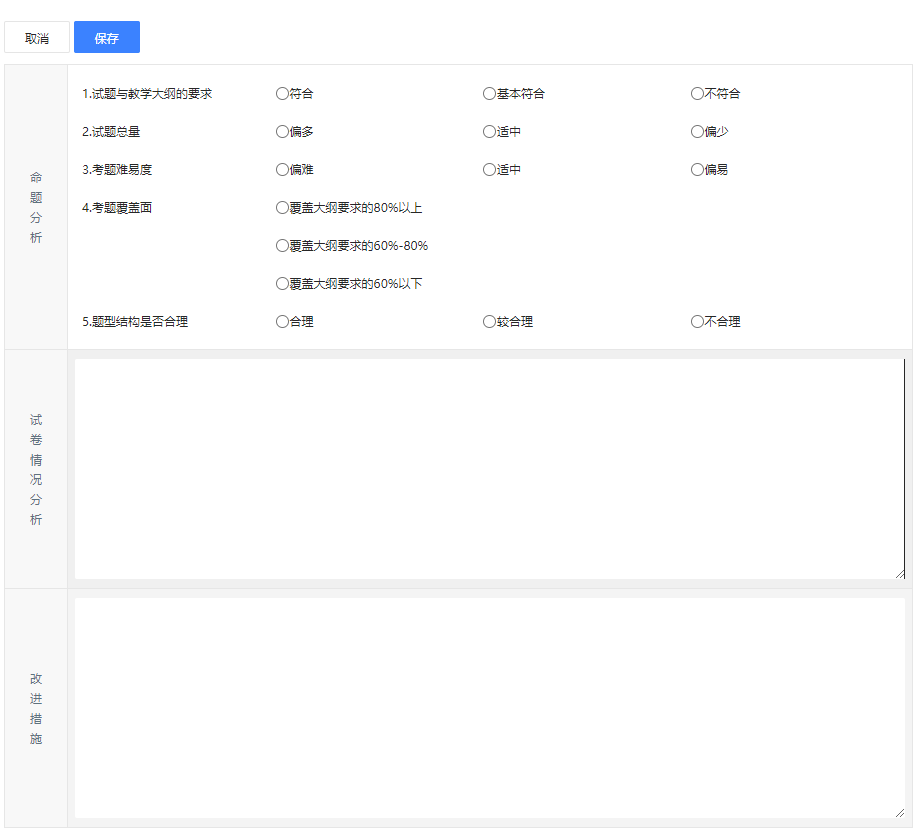 取消 保存
命题分析
1.试题与教学大纲的要求 符合 基本符合 不符合
2.试题总量 偏多 适中 偏少
3.考题难易度 偏难 适中 偏易
4.考题覆盖面 覆盖大纲要求的80%以上
覆盖大纲要求的60%-80%
覆盖大纲要求的60%以下
5.题型结构是否合理 合理 较合理 不合理
试卷情况分析
改进措施